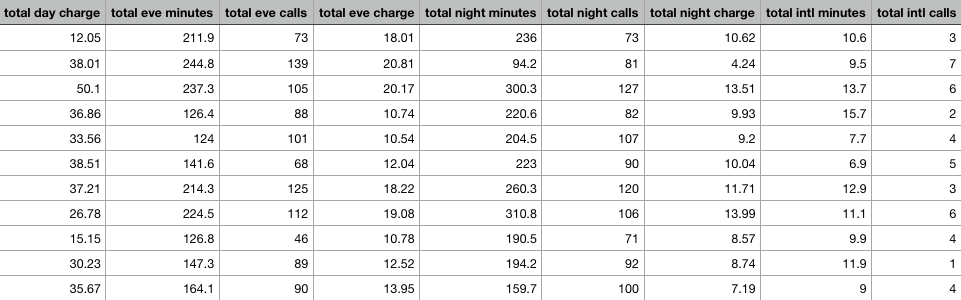 total day charge total eve minutes total eve calls total eve charge total night minutes total night calls total night charge total intl minutes total intl calls
12.05 211.9 73 18.01 236 73 10.62 10.6 3
38.01 244.8 139 20.81 94.2 81 4.24 9.5 7
50.1 237.3 105 20.17 300.3 127 13.51 13.7 6
36.86 126.4 88 10.74 220.6 82 9.93 15.7 2
33.56 124 101 10.54 204.5 107 9.2 7.7 4
38.51 141.6 68 12.04 223 90 10.04 6.9 5
37.21 214.3 125 18.22 260.3 120 11.71 12.9 3
26.78 224.5 112 19.08 310.8 106 13.99 11.1 6
15.15 126.8 46 10.78 190.5 71 8.57 9.9 4
30.23 147.3 89 12.52 194.2 92 8.74 11.9 1
35.67 164.1 90 13.95 159.7 100 7.19 9 4